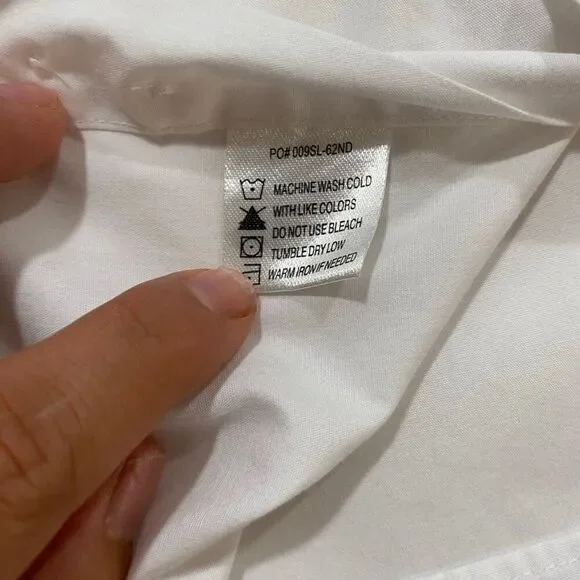 PO# 009SL-62ND
MACHINE WASH COLD
WITH LIKE COLORS
DO NOT USE BLEACH
TUMBLE DRY LOW
WARM IRON IF NEEDED